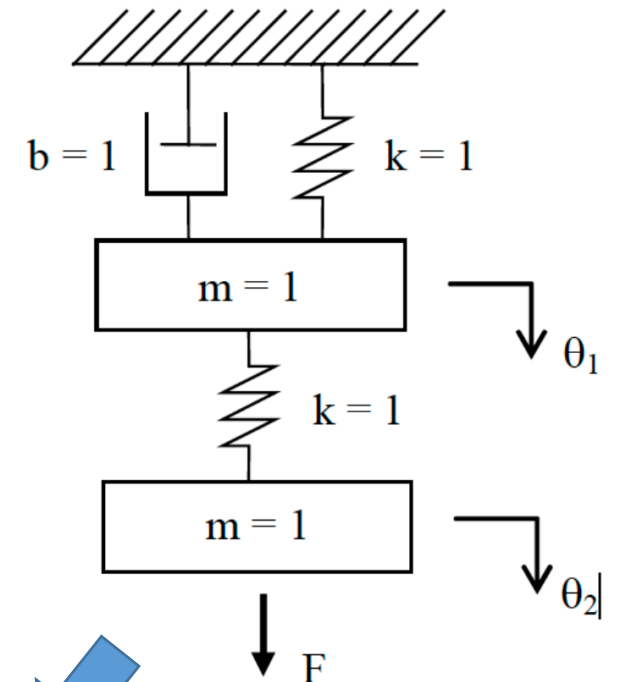 b = 1
k = 1
m = 1
θ₁
k = 1
m = 1
θ₂
F